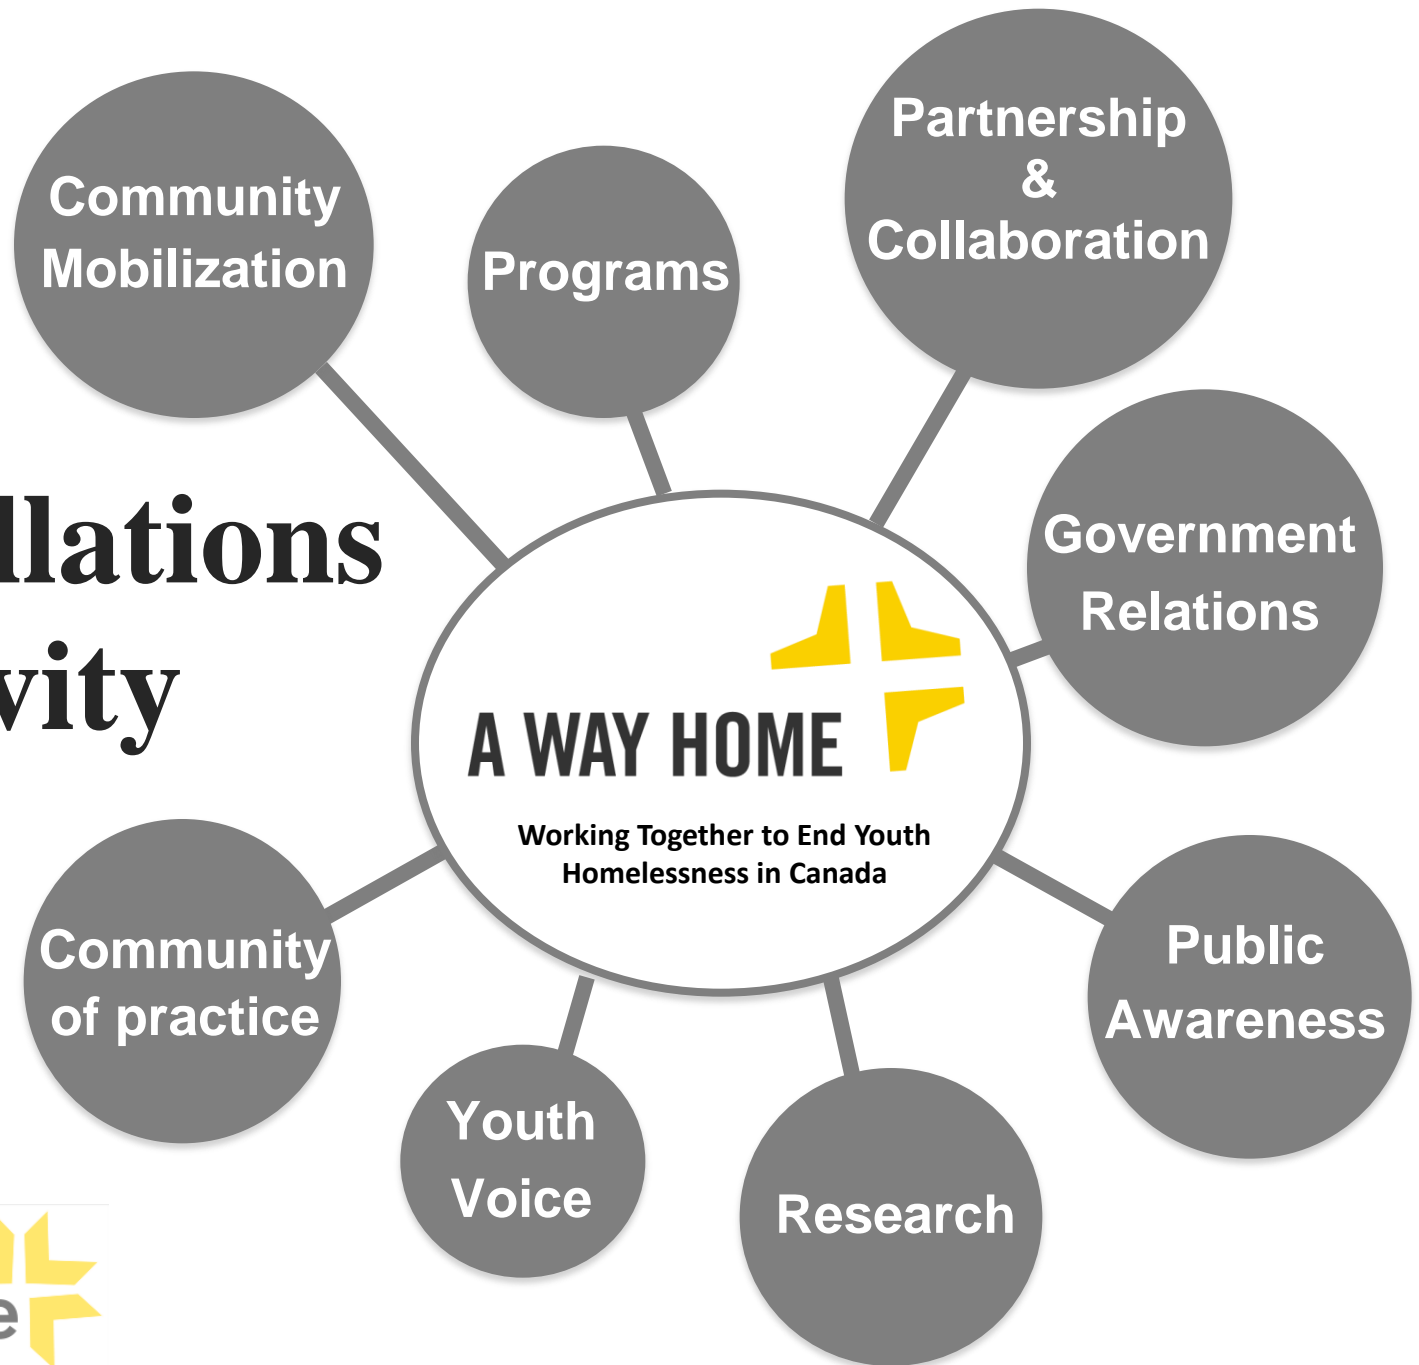 Community
Mobilization
Programs
Partnership
&
Collaboration
Government
Relations
llations
vity
A WAY HOME
Working Together to End Youth
Homelessness in Canada
Community
of practice
Public
Awareness
Youth
Voice
Research
e